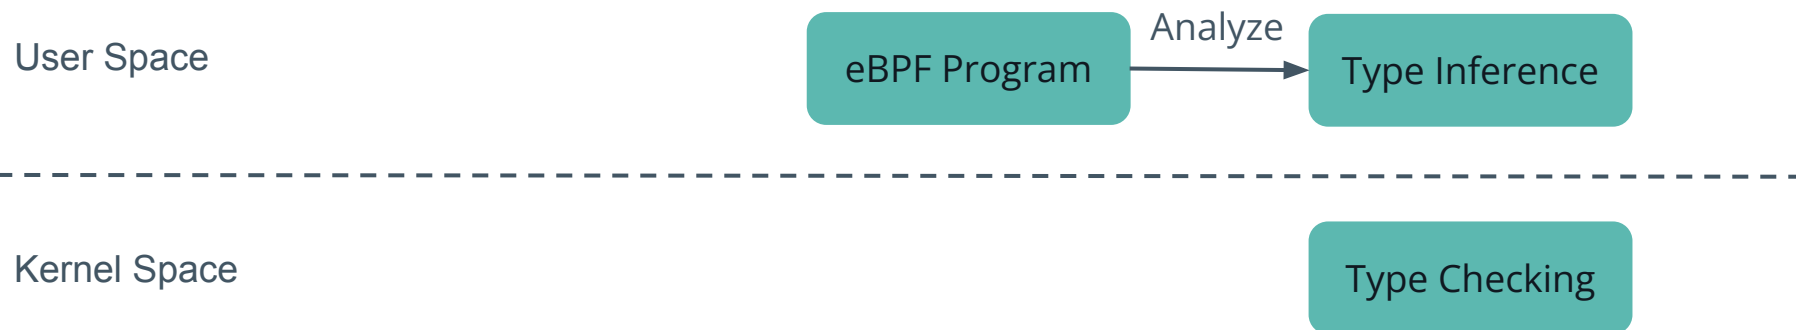 User Space
eBPF Program
Analyze
Type Inference
Kernel Space
Type Checking